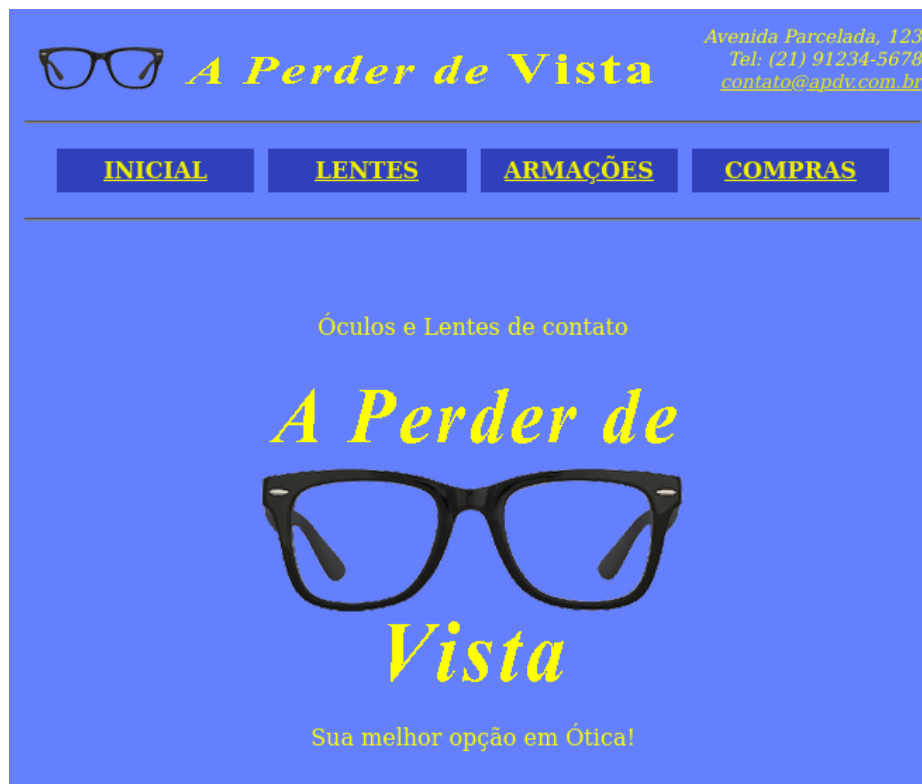 A Perder de Vista
Avenida Parcelada, 123
Tel: (21) 91234-5678
contato@apdv.com.br
INICIAL LENTES ARMAÇÕES COMPRAS
Óculos e Lentes de contato
A Perder de
Vista
Sua melhor opção em Ótica!